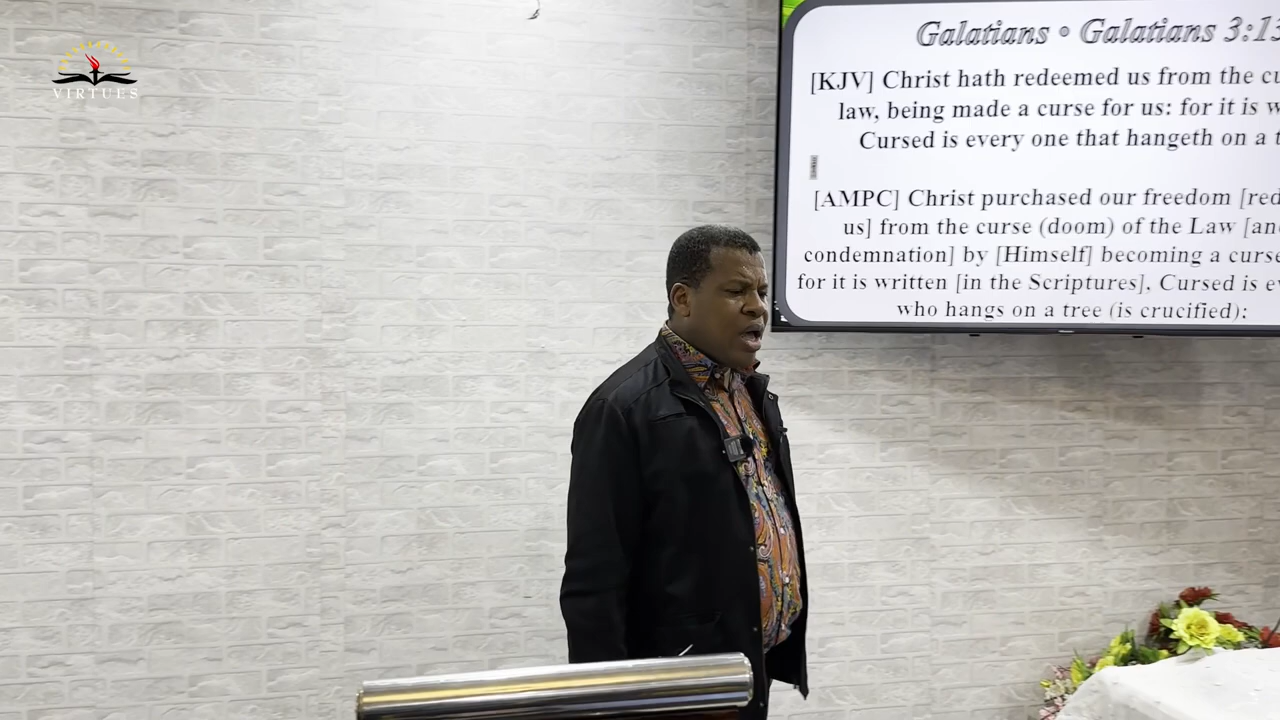 VIRTUES
Galatians • Galatians 3:13
[KJV] Christ hath redeemed us from the
law, being made a curse for us: for it is
Cursed is every one that hangeth on a
[AMPC] Christ purchased our freedom
us] from the curse (doom) of the Law
condemnation] by [Himself] becoming a curse
for it is written [in the Scriptures], Cursed is
who hangs on a tree (is crucified):